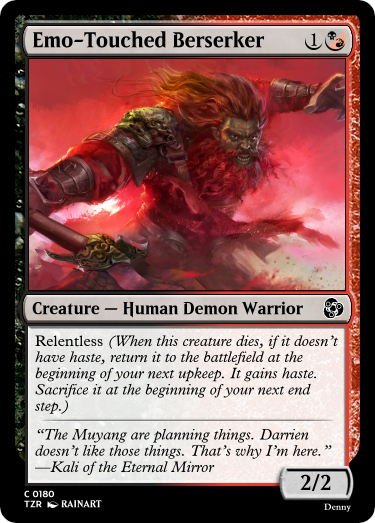 Emo-Touched Berserker 1
Creature — Human Demon Warrior
Relentless (When this creature dies, if it doesn't
have haste, return it to the battlefield at the
beginning of your next upkeep. It gains haste.
Sacrifice it at the beginning of your next end
step.)
"The Muyang are planning things. Darrien
doesn't like those things. That's why I'm here."
—Kali of the Eternal Mirror
2/2
C 0180
TZR RAINART
Denny